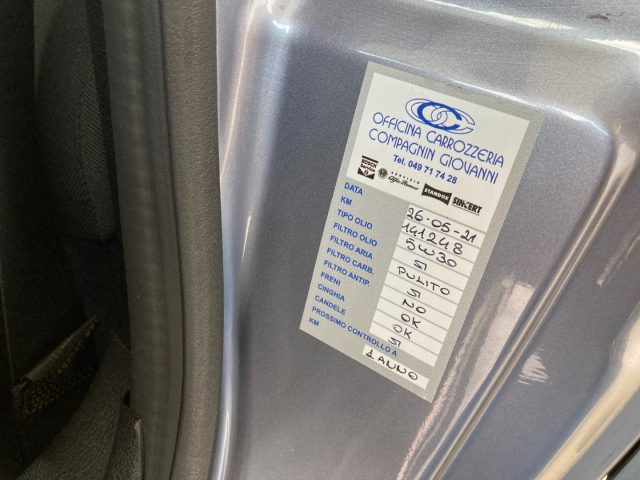 OFFICINA CARROZZERIA
COMPAGNIN GIOVANNI
Tel. 049 71 74 28
BOSCH
SERVIZIO
Alfa Romeo
STANDOX
SINCERT
DATA 26-05-21
KM 141248
TIPO OLIO 5W30
FILTRO OLIO SI
FILTRO ARIA PULITO
FILTRO CARB. SI
FILTRO ANTIP. NO
FRENI OK
CINGHIA OK
CANDELE SI
PROSSIMO CONTROLLO A
KM 1 ANNO